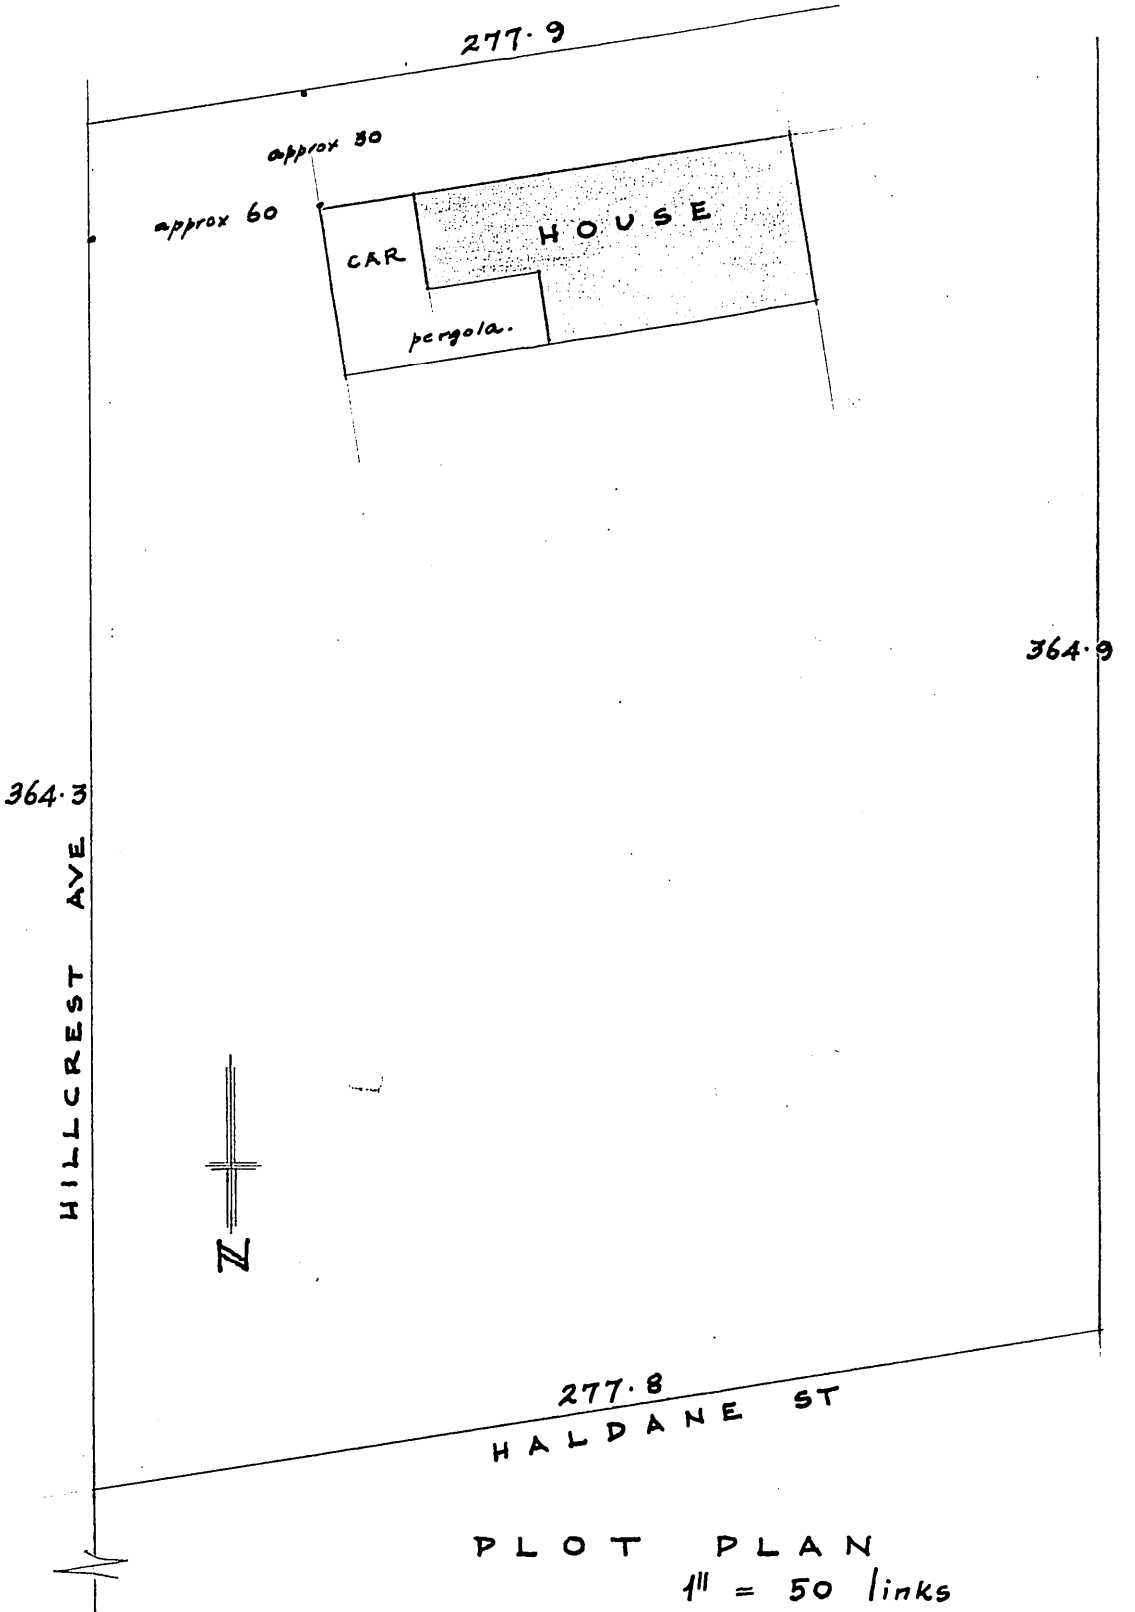 277.9
approx 30
approx 60
HOUSE
CAR
pergola.
364.9
364.3
HILLCREST AVE
N
277.8
HALDANE ST
PLOT PLAN
1" = 50 links